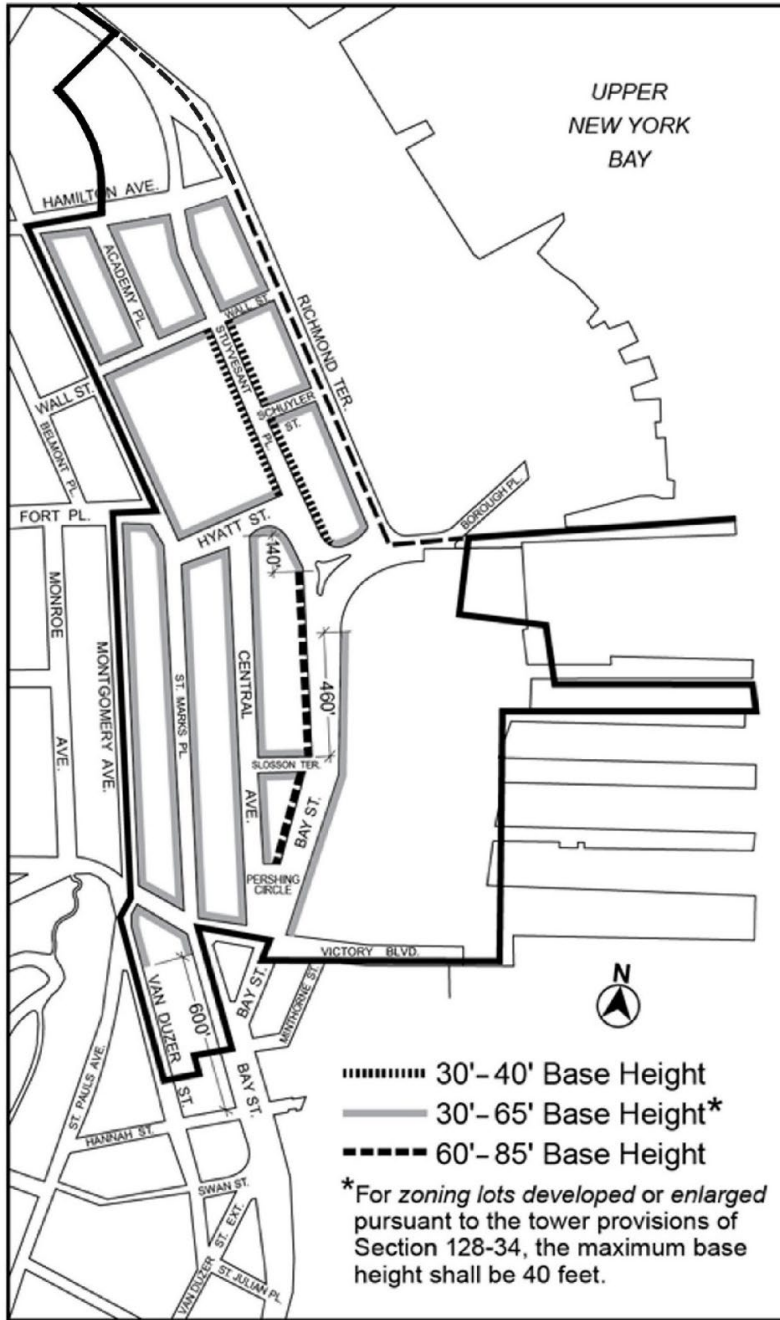 UPPER
NEW YORK
BAY
HAMILTON AVE.
ACADEMY PL.
WALL ST.
STUYVESANT
PL.
RICHMOND TER.
SCHUYLER
ST.
WALL ST.
BELMONT PL.
FORT PL.
HYATT ST.
BOROUGH PL.
140'
MONROE
AVE.
MONTGOMERY AVE.
ST. MARKS PL.
CENTRAL
AVE.
460'
SLOSSON TER.
BAY ST.
PERSHING
CIRCLE
VICTORY BLVD.
BAY ST.
MINTHORNE ST.
VAN DUZER
ST.
600'
BAY ST.
ST. PAULS AVE.
HANNAH ST.
SWAN ST.
VAN DUZER
ST. EXT.
ST. JULIAN PL.
N
30'–40' Base Height
30'–65' Base Height*
60'–85' Base Height
*For zoning lots developed or enlarged
pursuant to the tower provisions of
Section 128-34, the maximum base
height shall be 40 feet.